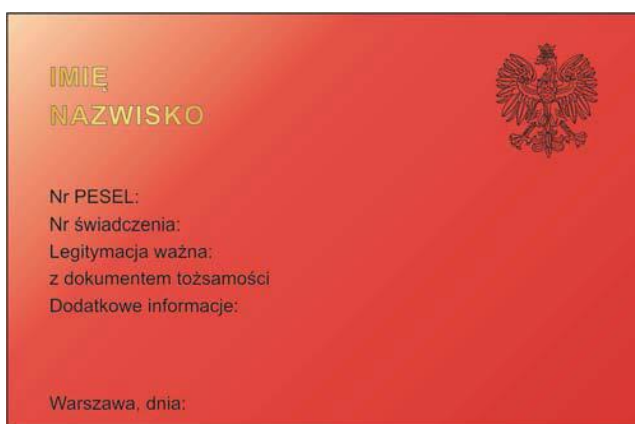 IMIĘ
NAZWISKO
Nr PESEL:
Nr świadczenia:
Legitymacja ważna:
z dokumentem tożsamości
Dodatkowe informacje:
Warszawa, dnia: